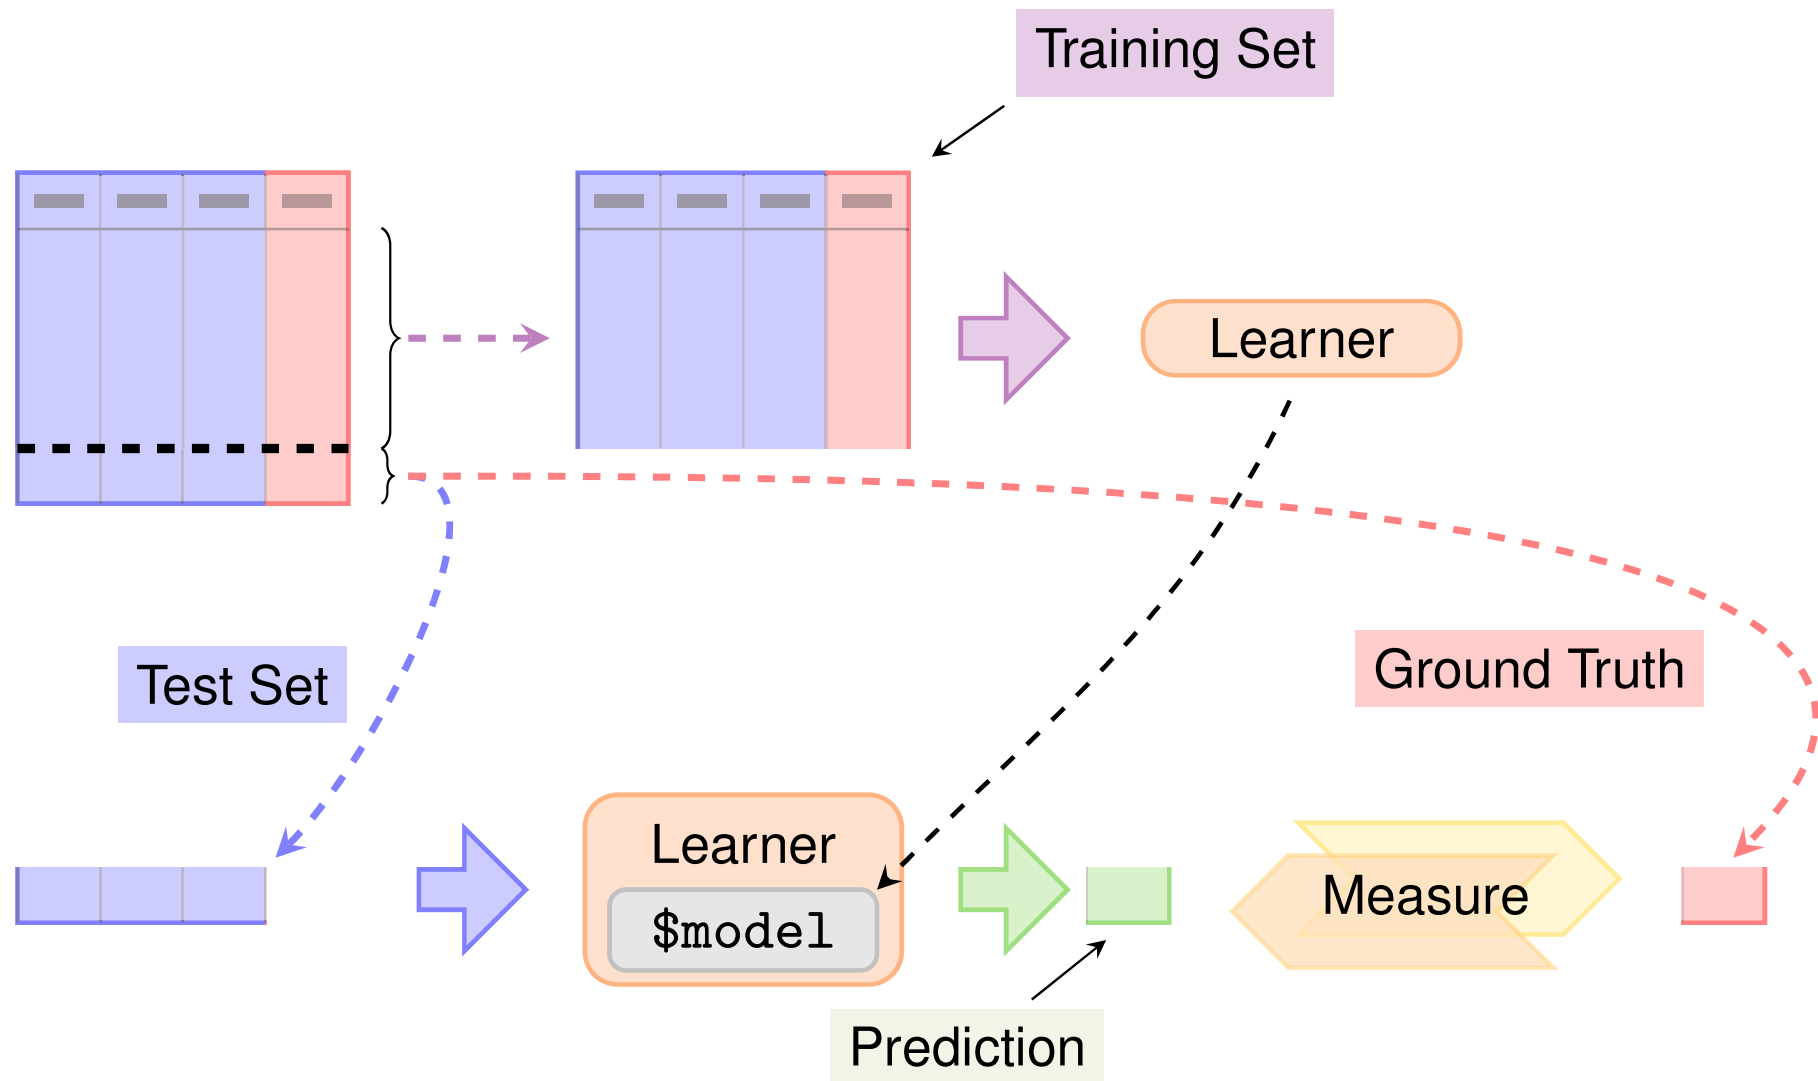 Training Set
Learner
Test Set
Ground Truth
Learner
$model
Measure
Prediction